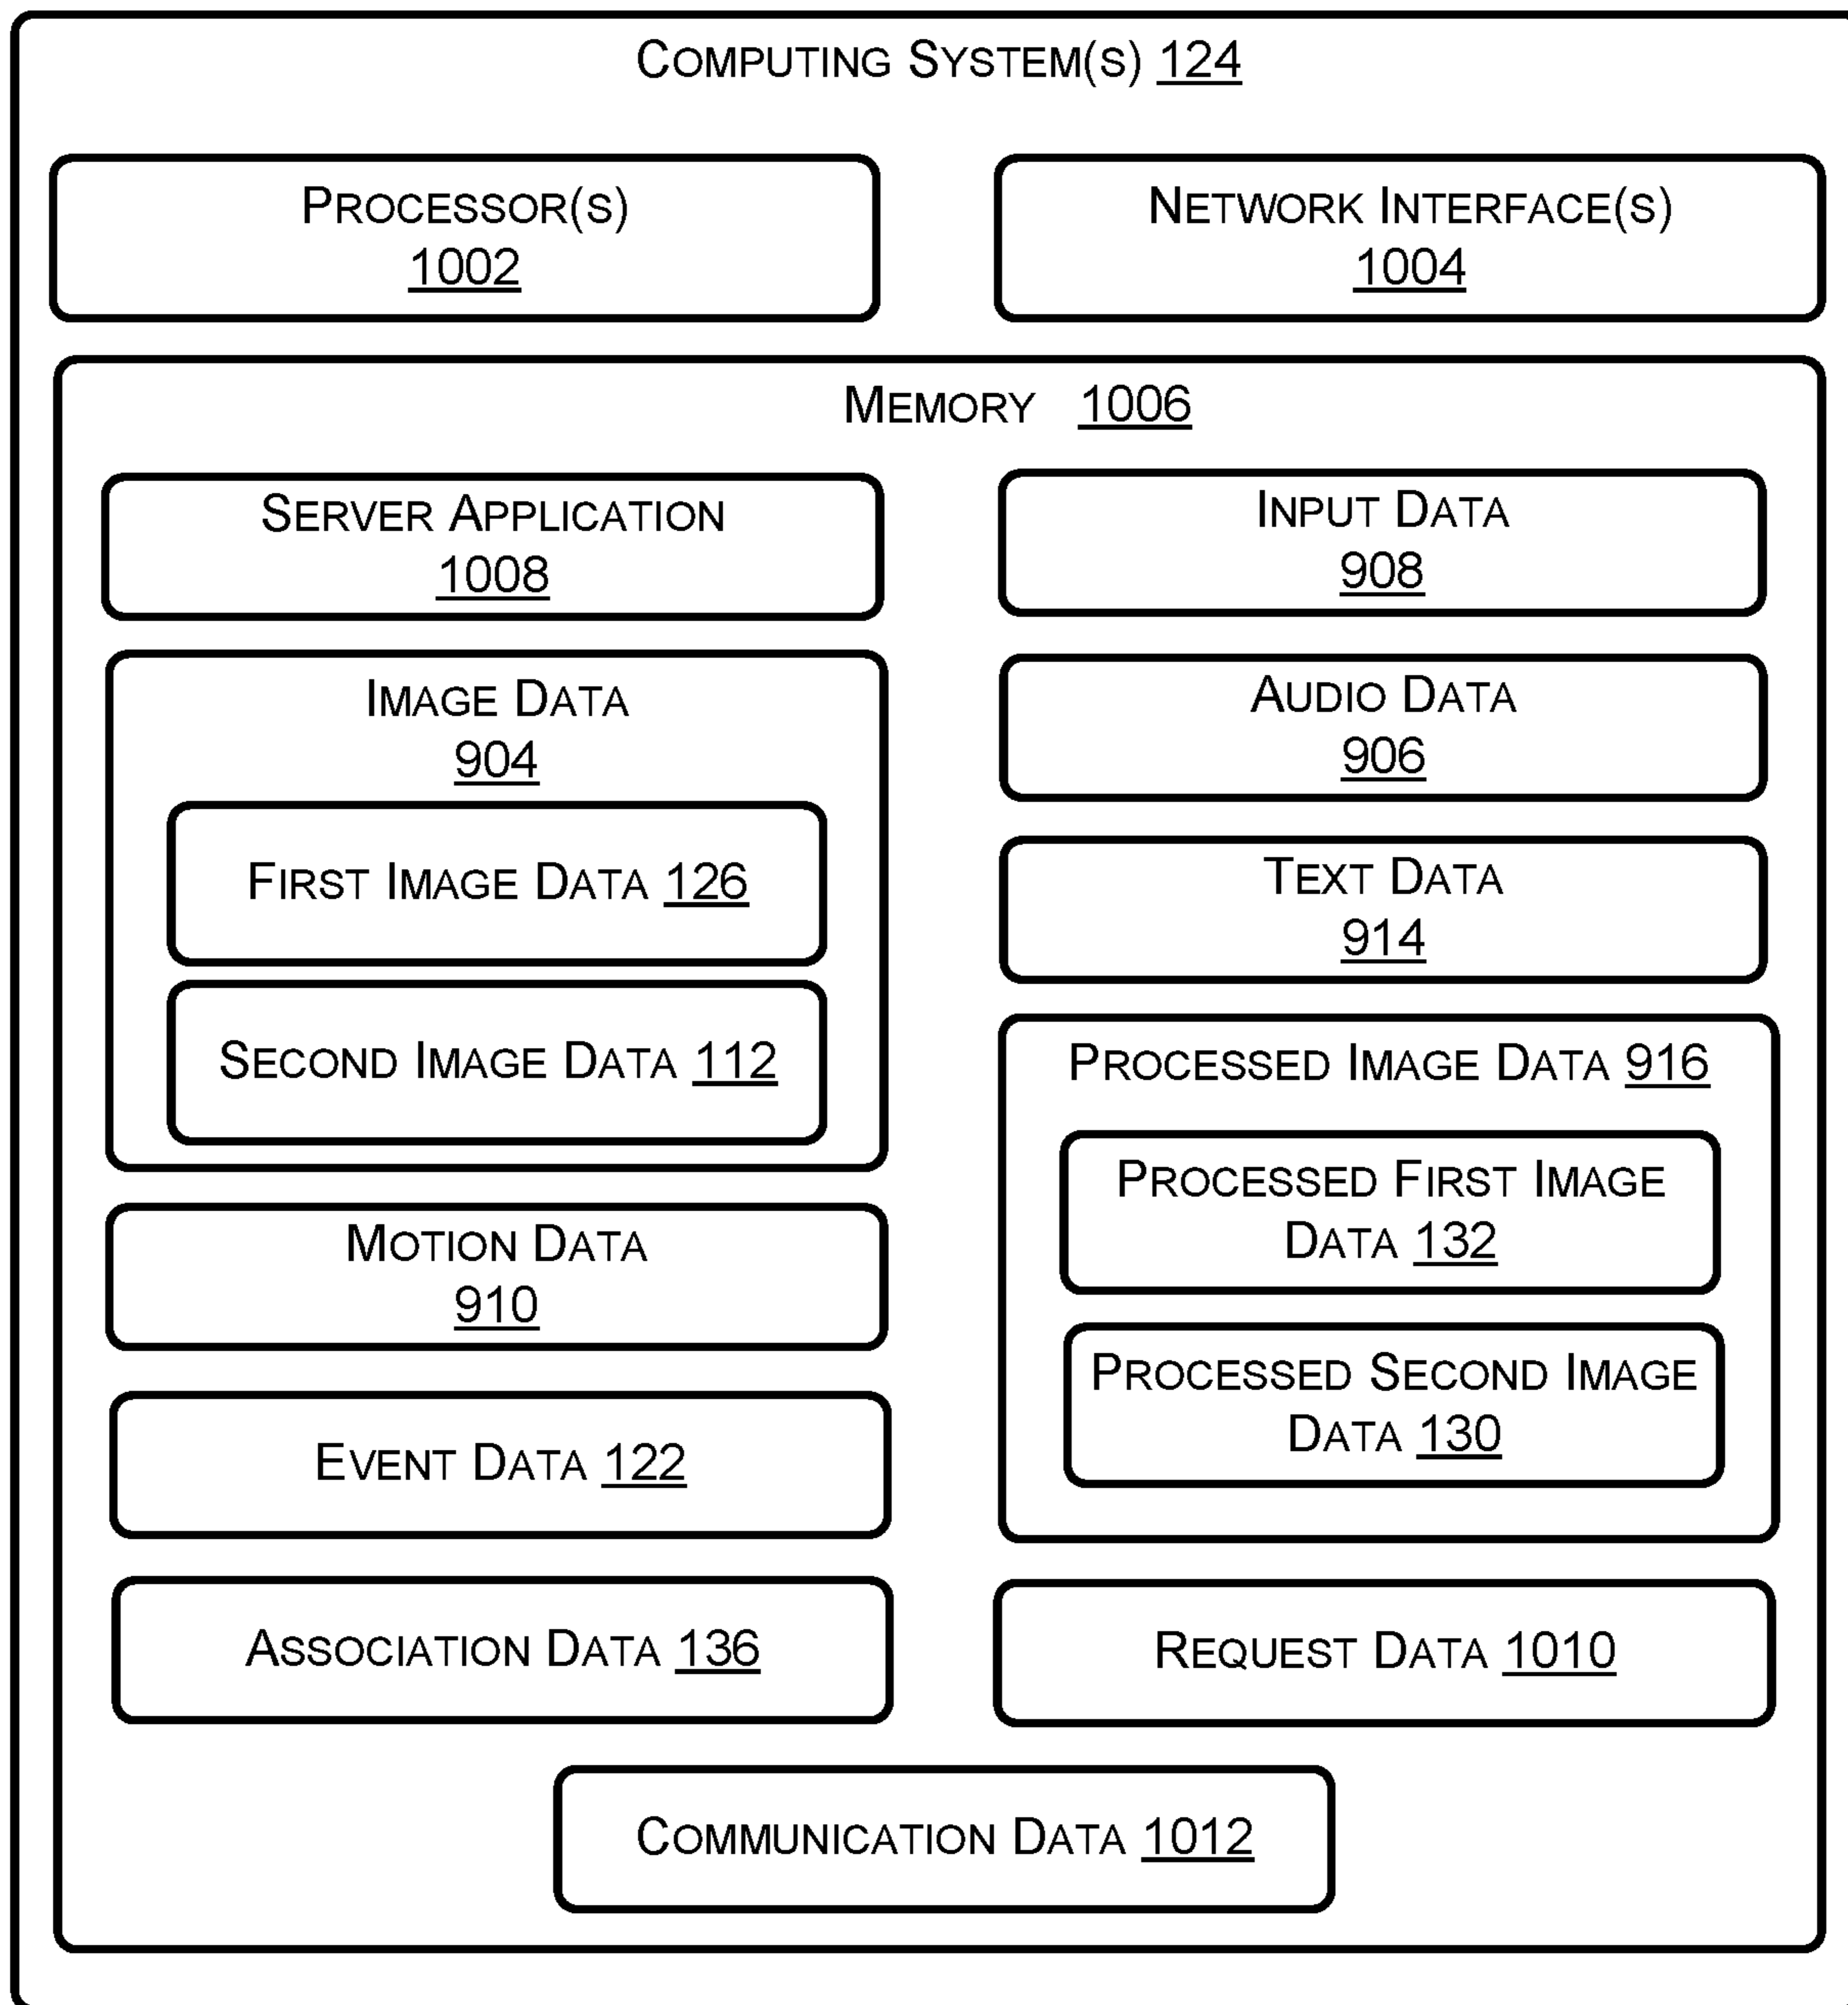 COMPUTING SYSTEM(S) 124
PROCESSOR(S)
1002
NETWORK INTERFACE(S)
1004
MEMORY 1006
SERVER APPLICATION
1008
IMAGE DATA
904
FIRST IMAGE DATA 126
SECOND IMAGE DATA 112
MOTION DATA
910
EVENT DATA 122
ASSOCIATION DATA 136
INPUT DATA
908
AUDIO DATA
906
TEXT DATA
914
PROCESSED IMAGE DATA 916
PROCESSED FIRST IMAGE
DATA 132
PROCESSED SECOND IMAGE
DATA 130
REQUEST DATA 1010
COMMUNICATION DATA 1012